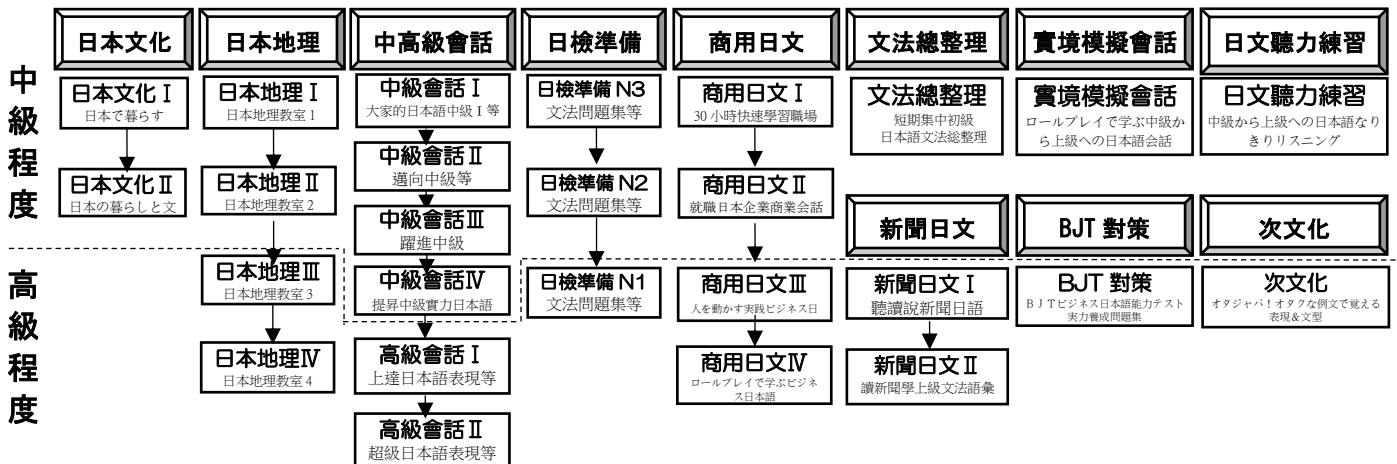 日本文化
日本地理
中高級會話
日檢準備
商用日文
文法總整理
實境模擬會話
日文聽力練習
中級程度
日本文化Ⅰ
日本で暮らす
日本文化Ⅱ
日本の暮らしと文
日本地理Ⅰ
日本地理教室 1
日本地理Ⅱ
日本地理教室 2
中級會話Ⅰ
大家的日本語中級Ⅰ等
中級會話Ⅱ
邁向中級等
中級會話Ⅲ
躍進中級
中級會話Ⅳ
提昇中級實力日本語
日檢準備 N3
文法問題集等
日檢準備 N2
文法問題集等
商用日文Ⅰ
30 小時快速學習職場
商用日文Ⅱ
就職日本企業商業会話
文法總整理
短期集中初級
日本語文法総整理
實境模擬會話
ロールプレイで学ぶ中級か
ら上級への日本語会話
日文聽力練習
中級から上級への日本語なり
きりリスニング
新聞日文
BJT 對策
次文化
高級程度
日本地理Ⅲ
日本地理教室 3
日本地理Ⅳ
日本地理教室 4
高級會話Ⅰ
上達日本語表現等
高級會話Ⅱ
超級日本語表現等
日檢準備 N1
文法問題集等
商用日文Ⅲ
人を動かす実践ビジネス日
商用日文Ⅳ
ロールプレイで学ぶビジネ
ス日本語
新聞日文Ⅰ
聽讀說新聞日語
新聞日文Ⅱ
讀新聞學上級文法語彙
BJT 對策
ＢＪＴビジネス日本語能力テスト
実力養成問題集
次文化
オタジャパ！オタクな例文で覚える
表現＆文型